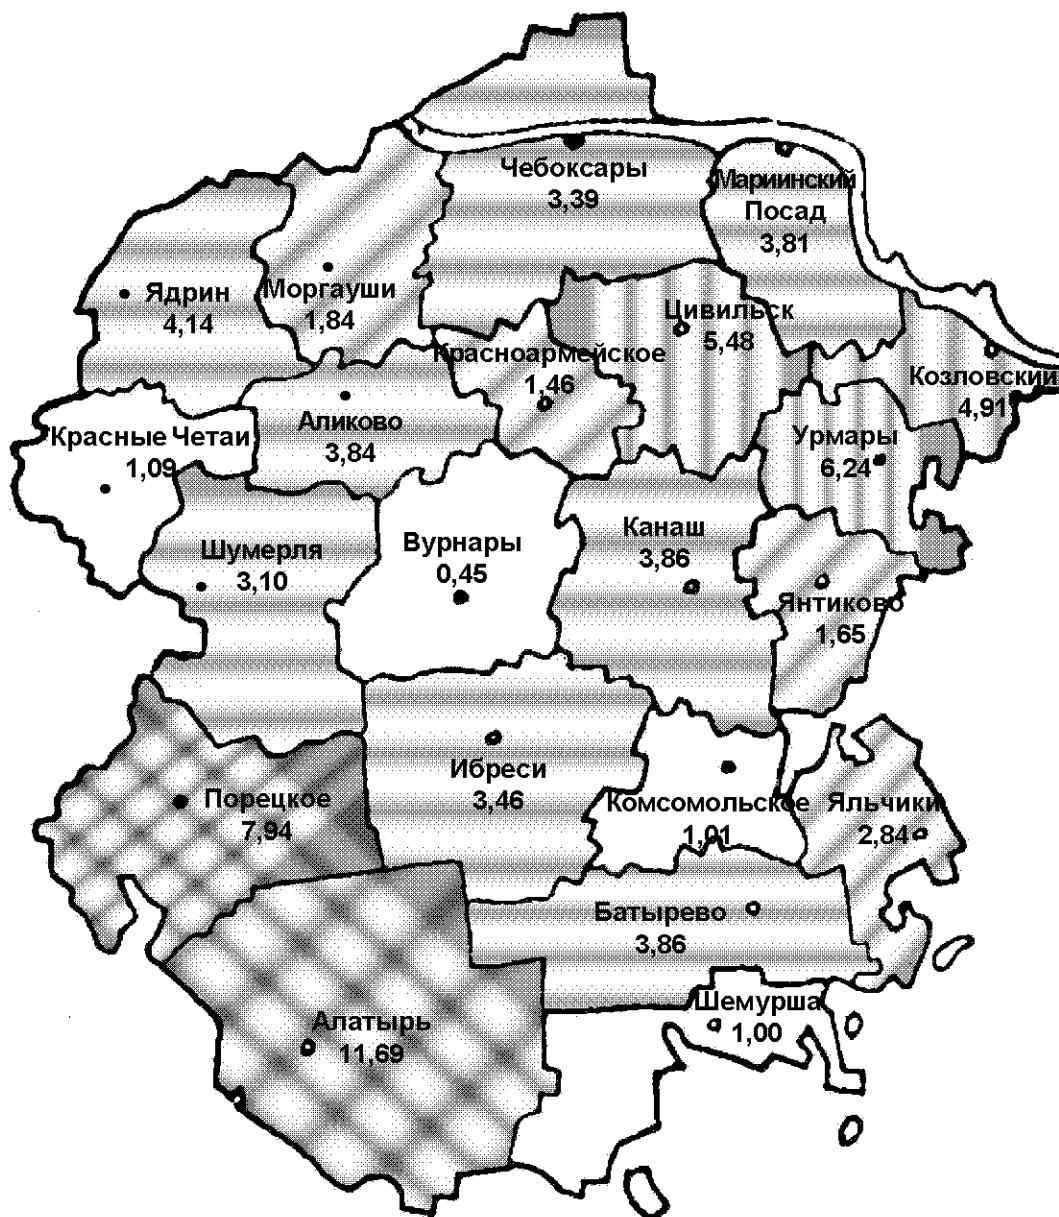 Чебоксары
3,39
Мариинский
Посад
3,81
Ядрин
4,14
Моргауши
1,84
Цивильск
5,48
Красноармейское
1,46
Козловский
4,91
Аликово
3,84
Красные Четаи
1,09
Урмары
6,24
Шумерля
3,10
Вурнары
0,45
Канаш
3,86
Янтиково
1,65
Ибреси
3,46
Порецкое
7,94
Комсомольское
1,01
Яльчики
2,84
Батырево
3,86
Шемурша
1,00
Алатырь
11,69